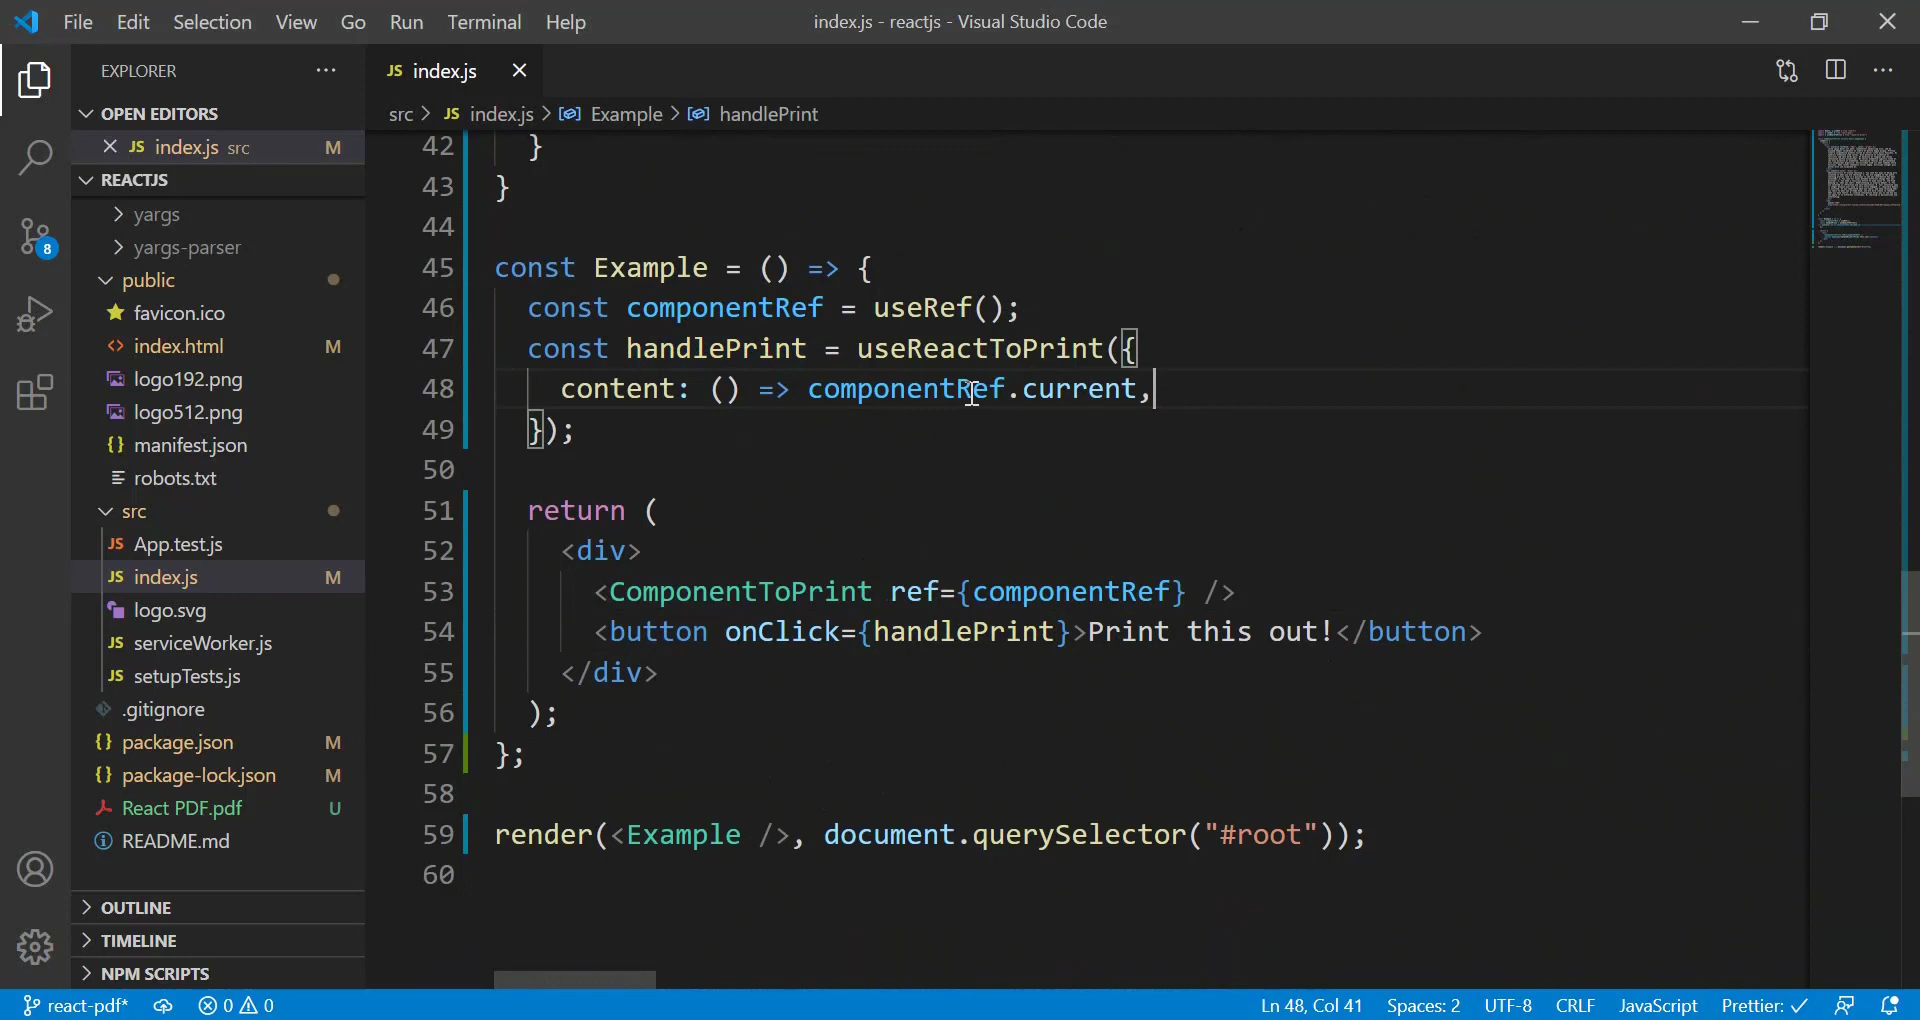 File Edit Selection View Go Run Terminal Help
index.js - reactjs - Visual Studio Code
EXPLORER
OPEN EDITORS
JS index.js src M
REACTJS
yargs
yargs-parser
public
favicon.ico
<> index.html M
logo192.png
logo512.png
{} manifest.json
robots.txt
src
JS App.test.js
JS index.js M
logo.svg
JS serviceWorker.js
JS setupTests.js
.gitignore
{} package.json M
{} package-lock.json M
React PDF.pdf U
README.md
OUTLINE
TIMELINE
NPM SCRIPTS
8
JS index.js
src > JS index.js > Example > handlePrint
42 }
43 }
44
45 const Example = () => {
46 const componentRef = useRef();
47 const handlePrint = useReactToPrint({
48 content: () => componentRef.current,
49 });
50
51 return (
52 <div>
53 <ComponentToPrint ref={componentRef} />
54 <button onClick={handlePrint}>Print this out!</button>
55 </div>
56 );
57 };
58
59 render(<Example />, document.querySelector("#root"));
60
react-pdf* 0 0 Ln 48, Col 41 Spaces: 2 UTF-8 CRLF JavaScript Prettier: ✓